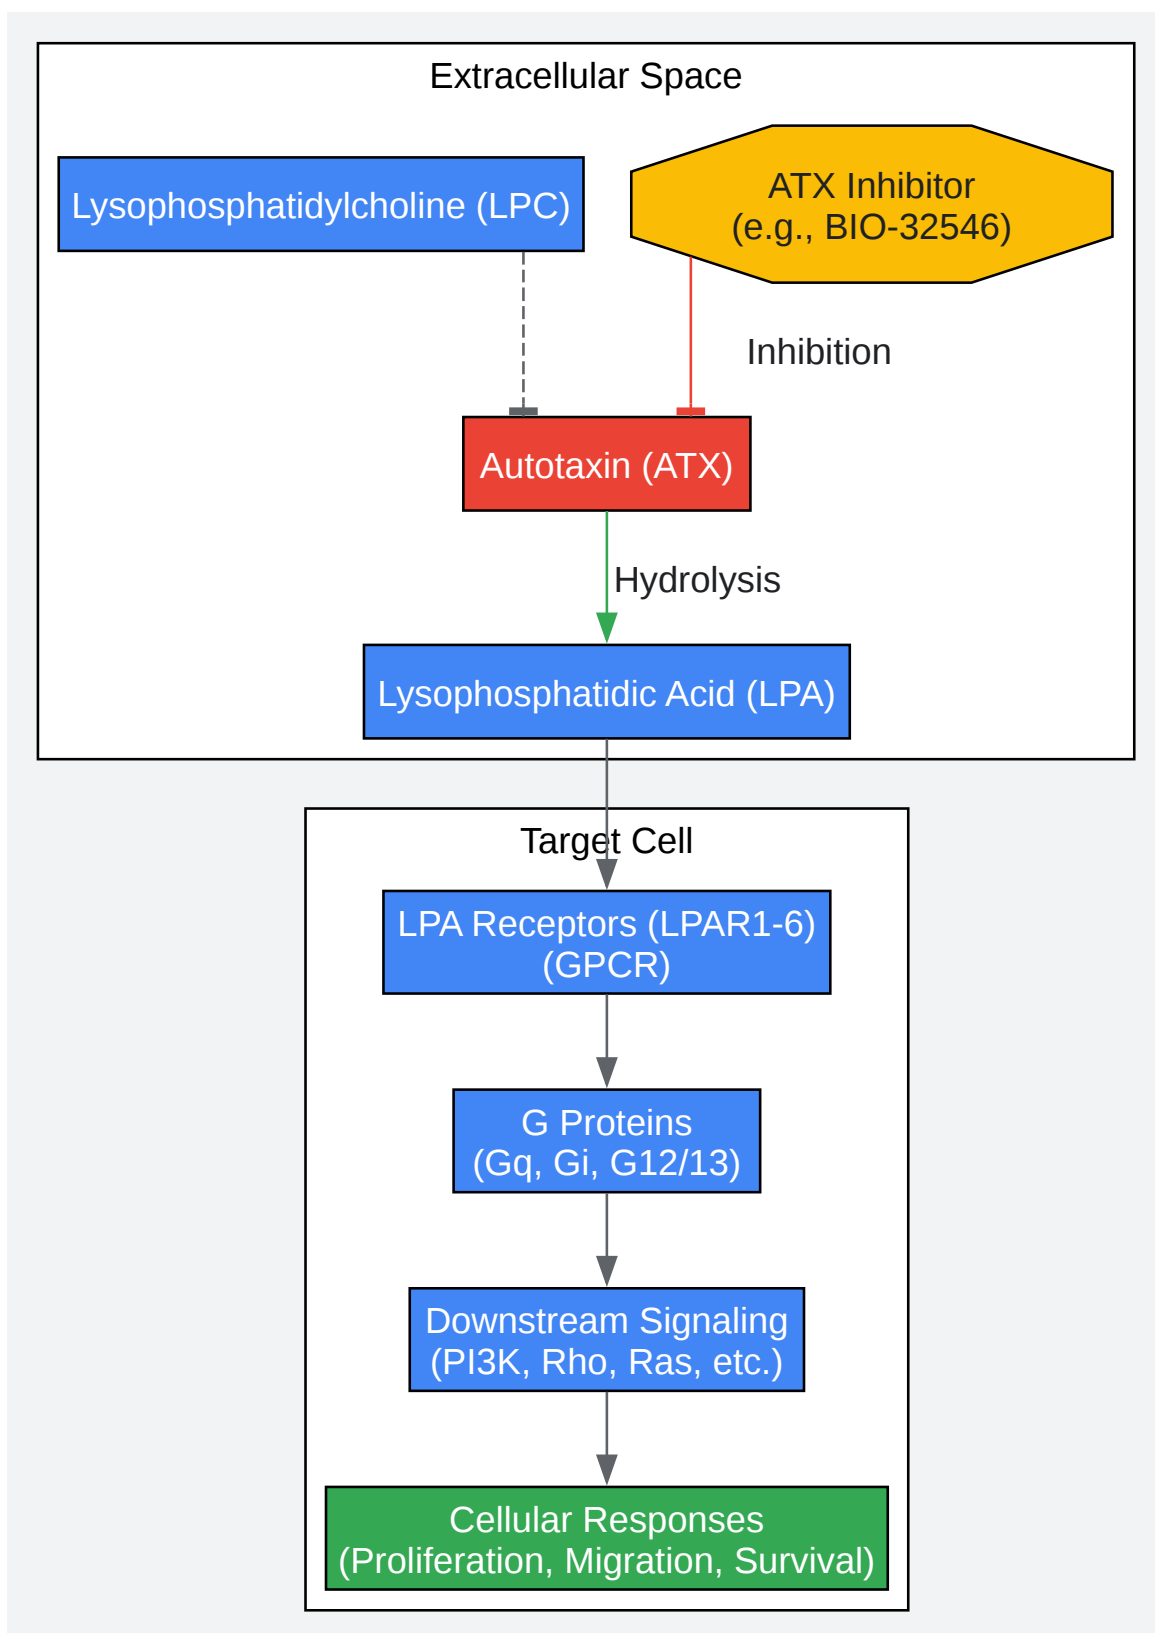 Extracellular Space
Lysophosphatidylcholine (LPC)
ATX Inhibitor
(e.g., BIO-32546)
Inhibition
Autotaxin (ATX)
Hydrolysis
Lysophosphatidic Acid (LPA)
Target Cell
LPA Receptors (LPAR1-6)
(GPCR)
G Proteins
(Gq, Gi, G12/13)
Downstream Signaling
(PI3K, Rho, Ras, etc.)
Cellular Responses
(Proliferation, Migration, Survival)